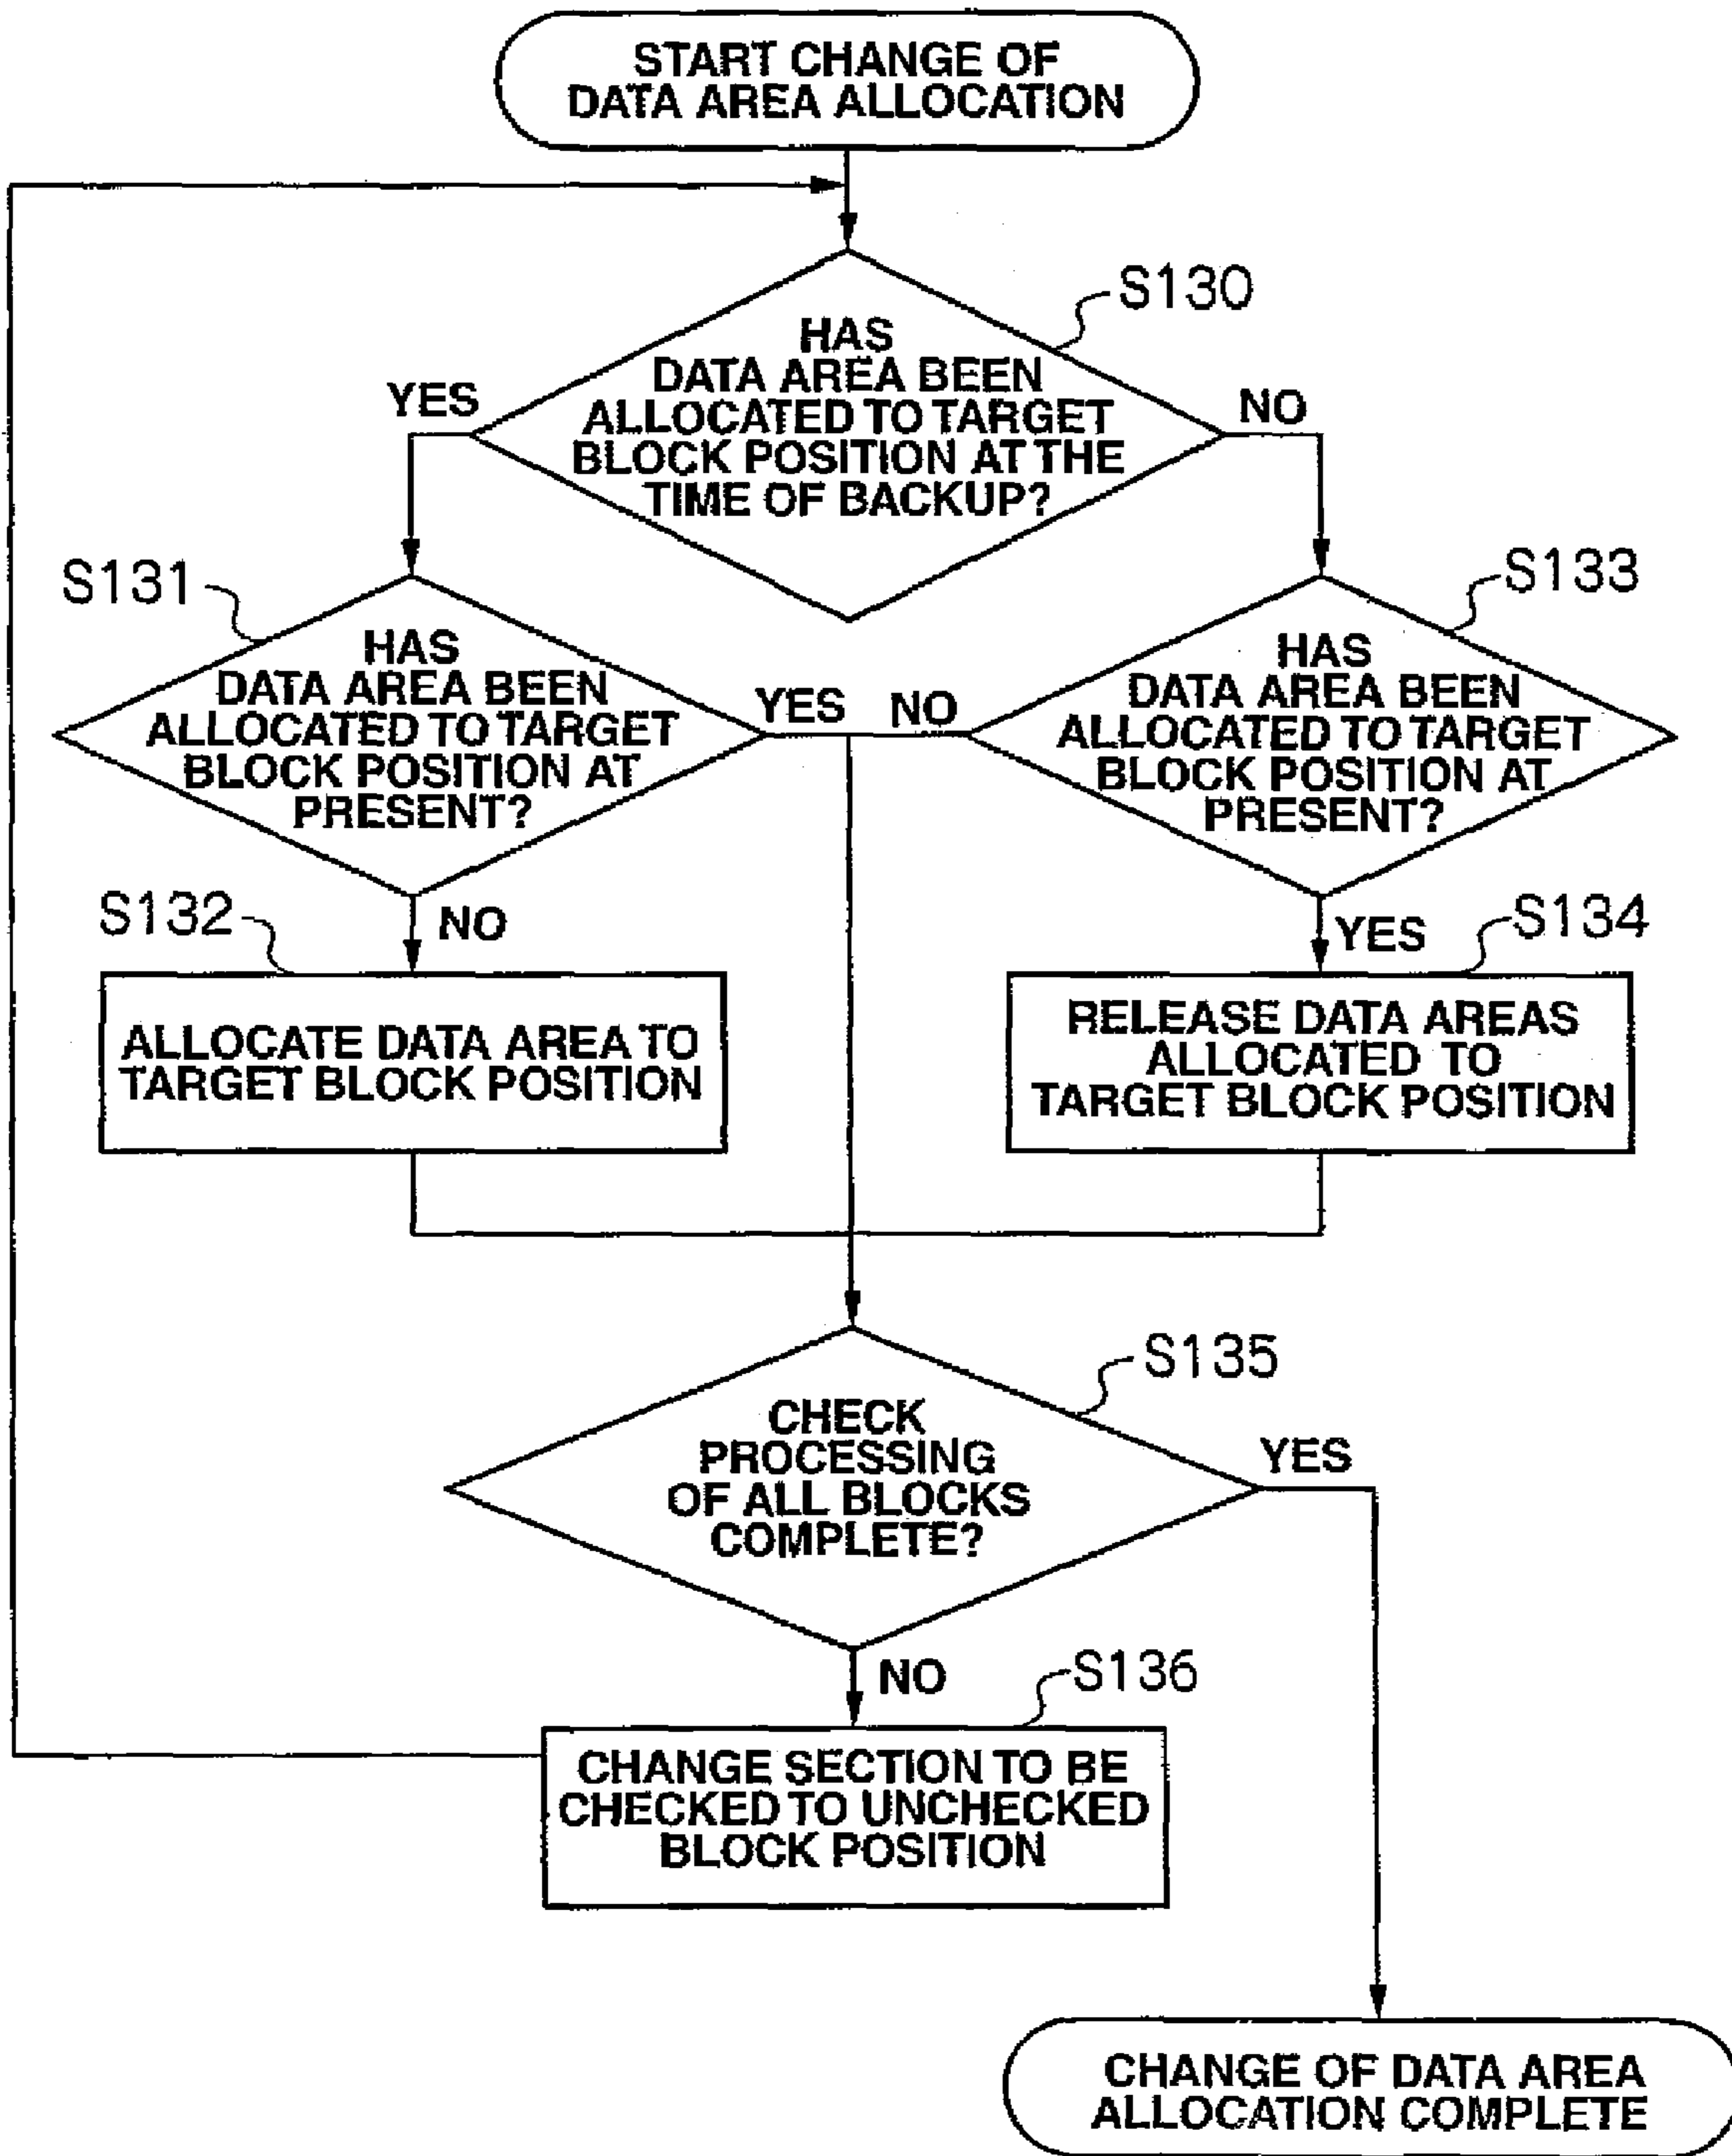 START CHANGE OF
DATA AREA ALLOCATION
S130
HAS
DATA AREA BEEN
ALLOCATED TO TARGET
BLOCK POSITION AT THE
TIME OF BACKUP?
YES
NO
S131
HAS
DATA AREA BEEN
ALLOCATED TO TARGET
BLOCK POSITION AT
PRESENT?
YES
NO
S133
HAS
DATA AREA BEEN
ALLOCATED TO TARGET
BLOCK POSITION AT
PRESENT?
S132
NO
ALLOCATE DATA AREA TO
TARGET BLOCK POSITION
YES
S134
RELEASE DATA AREAS
ALLOCATED TO
TARGET BLOCK POSITION
S135
CHECK
PROCESSING
OF ALL BLOCKS
COMPLETE?
YES
NO
S136
CHANGE SECTION TO BE
CHECKED TO UNCHECKED
BLOCK POSITION
CHANGE OF DATA AREA
ALLOCATION COMPLETE